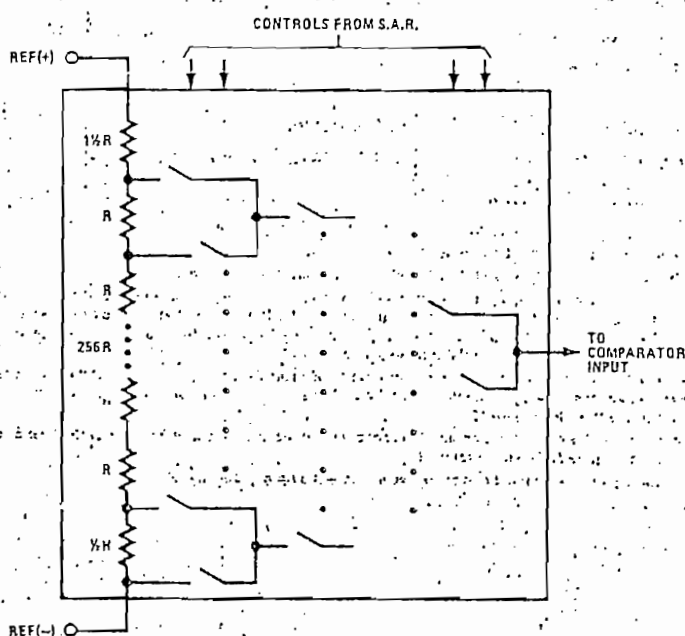 CONTROLS FROM S.A.R.
REF(+)
1½R
R
R
256R
TO
COMPARATOR
INPUT
R
½R
REF(−)